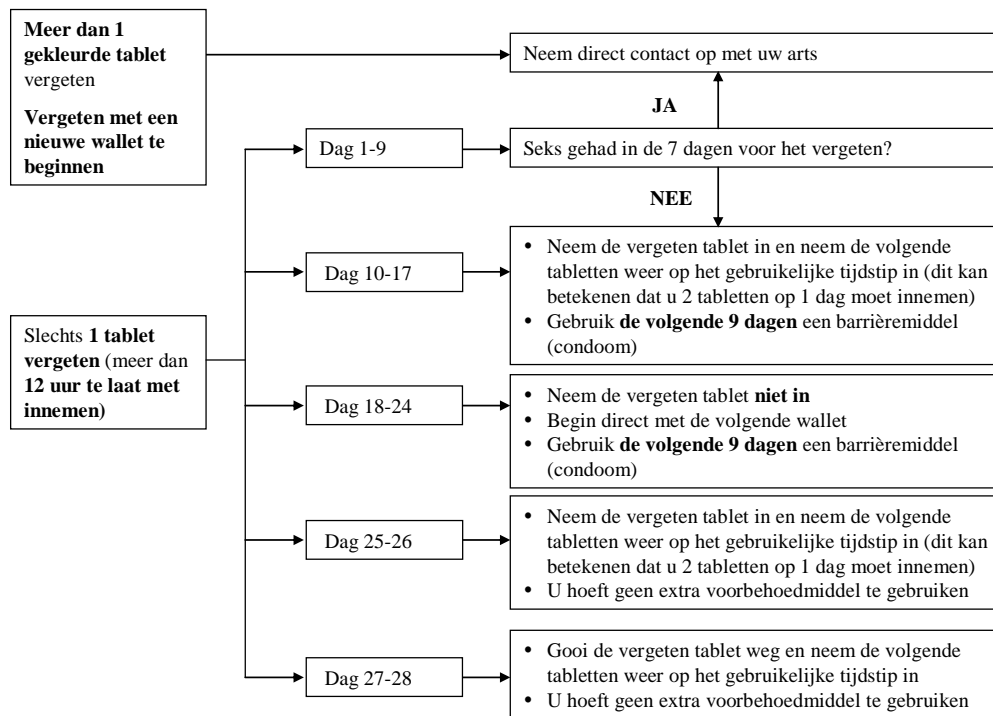 Meer dan 1
gekleurde tablet
vergeten
Vergeten met een
nieuwe wallet te
beginnen
Neem direct contact op met uw arts
JA
Dag 1-9
Seks gehad in de 7 dagen voor het vergeten?
NEE
Dag 10-17
• Neem de vergeten tablet in en neem de volgende
tabletten weer op het gebruikelijke tijdstip in (dit kan
betekenen dat u 2 tabletten op 1 dag moet innemen)
• Gebruik de volgende 9 dagen een barrièremiddel
(condoom)
Slechts 1 tablet
vergeten (meer dan
12 uur te laat met
innemen)
Dag 18-24
• Neem de vergeten tablet niet in
• Begin direct met de volgende wallet
• Gebruik de volgende 9 dagen een barrièremiddel
(condoom)
Dag 25-26
• Neem de vergeten tablet in en neem de volgende
tabletten weer op het gebruikelijke tijdstip in (dit kan
betekenen dat u 2 tabletten op 1 dag moet innemen)
• U hoeft geen extra voorbehoedmiddel te gebruiken
Dag 27-28
• Gooi de vergeten tablet weg en neem de volgende
tabletten weer op het gebruikelijke tijdstip in
• U hoeft geen extra voorbehoedmiddel te gebruiken